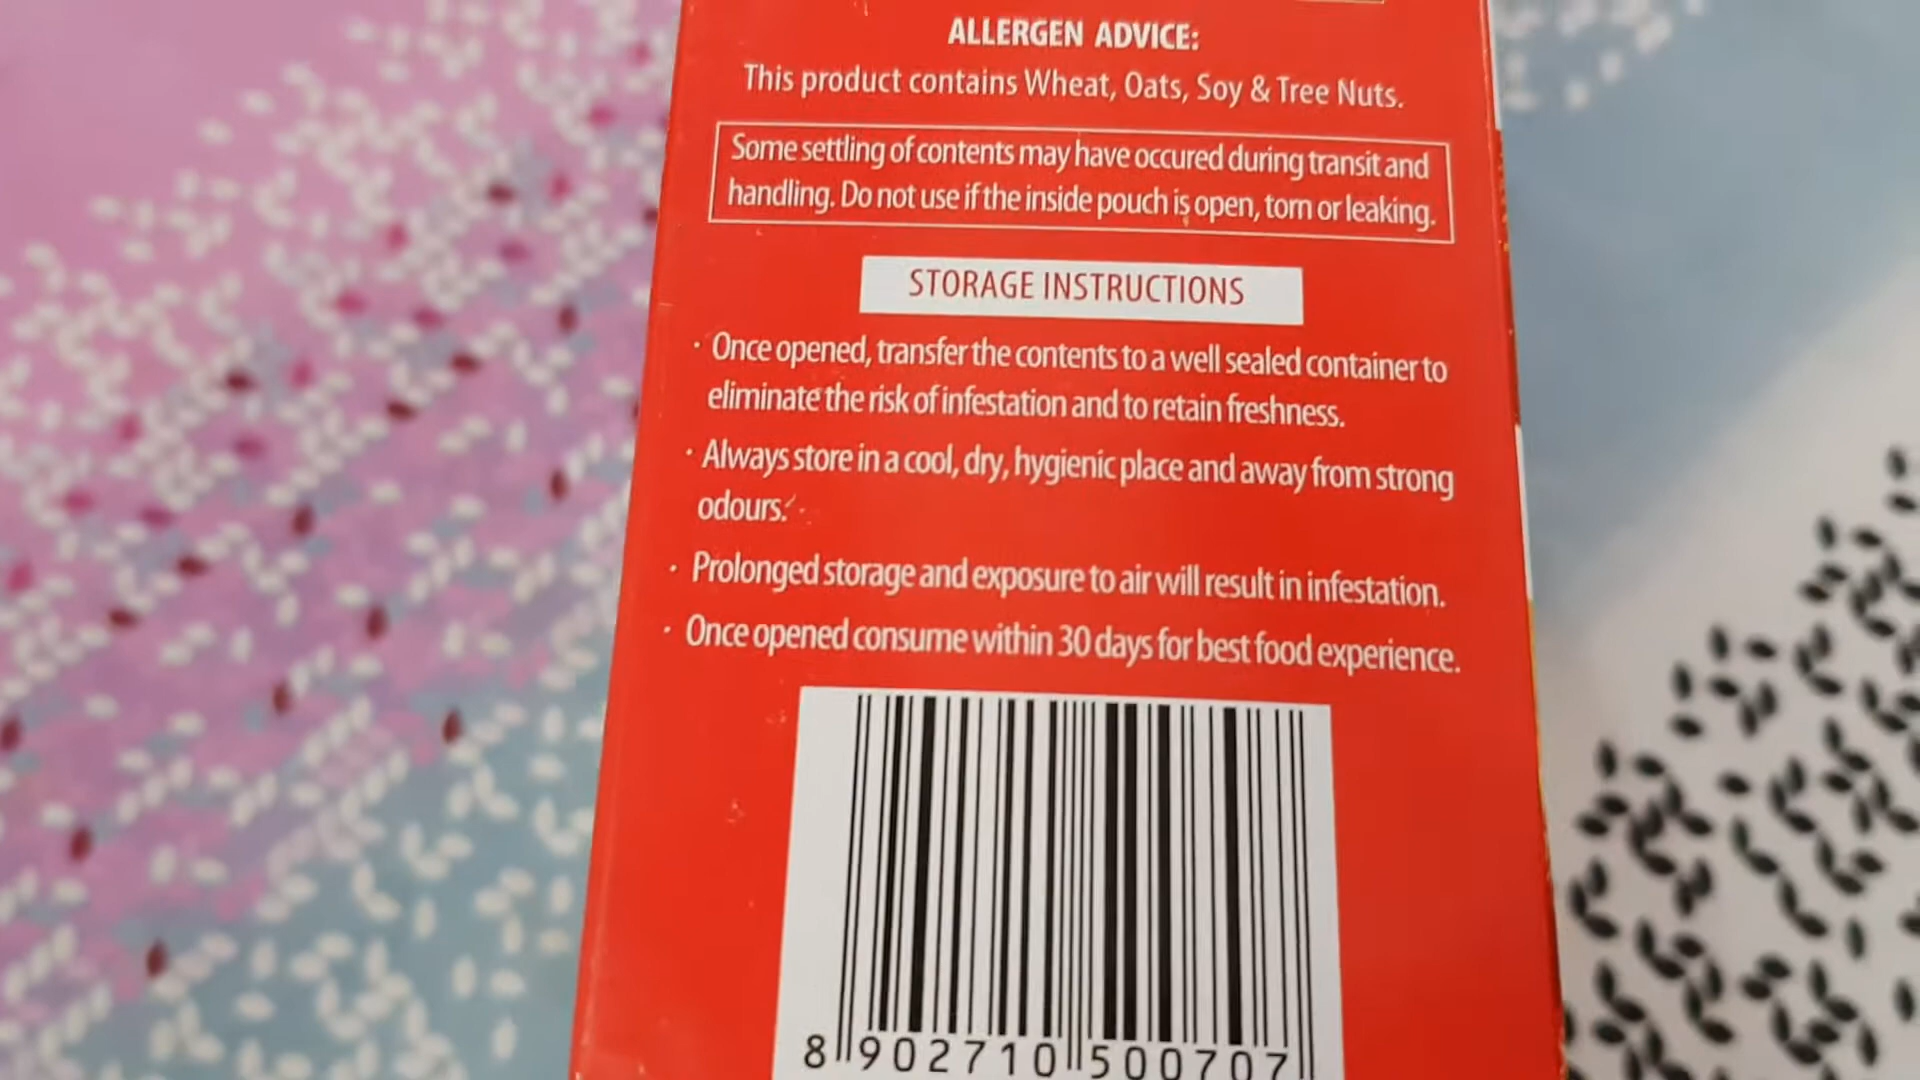 ALLERGEN ADVICE:
This product contains Wheat, Oats, Soy & Tree Nuts.
Some settling of contents may have occured during transit and
handling. Do not use if the inside pouch is open, torn or leaking.
STORAGE INSTRUCTIONS
· Once opened, transfer the contents to a well sealed container to
eliminate the risk of infestation and to retain freshness.
· Always store in a cool, dry, hygienic place and away from strong
odours.
· Prolonged storage and exposure to air will result in infestation.
· Once opened consume within 30 days for best food experience.
8 902710 500707